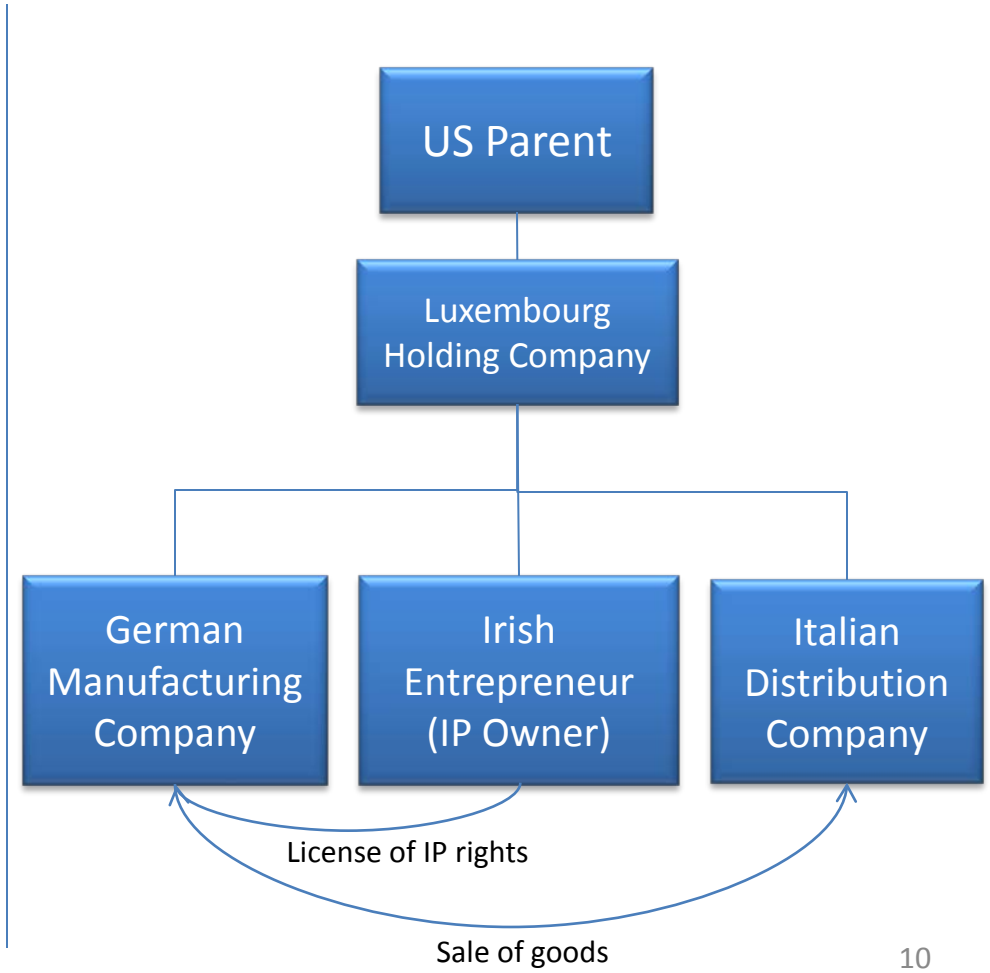 US Parent
Luxembourg
Holding Company
German
Manufacturing
Company
Irish
Entrepreneur
(IP Owner)
Italian
Distribution
Company
License of IP rights
Sale of goods
10